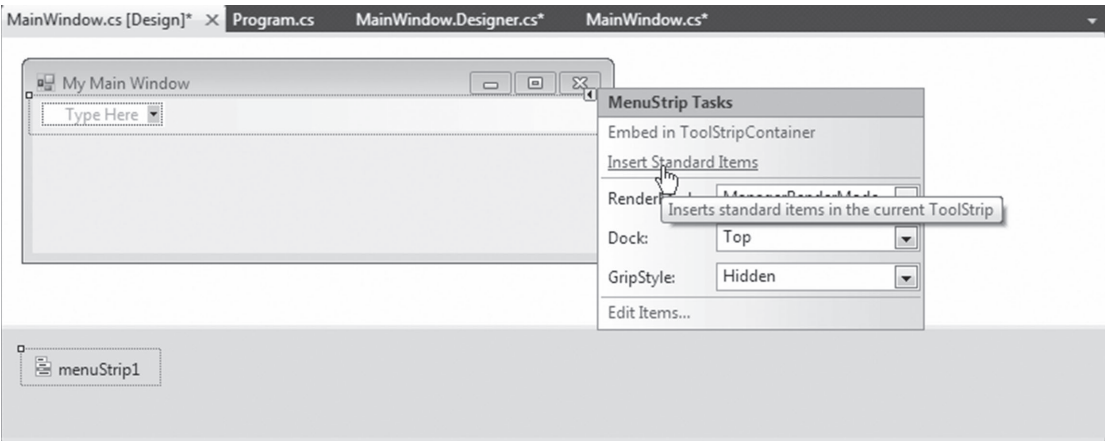 MainWindow.cs [Design]* × Program.cs MainWindow.Designer.cs* MainWindow.cs*
My Main Window
Type Here
MenuStrip Tasks
Embed in ToolStripContainer
Insert Standard Items
Inserts standard items in the current ToolStrip
Dock: Top
GripStyle: Hidden
Edit Items...
menuStrip1